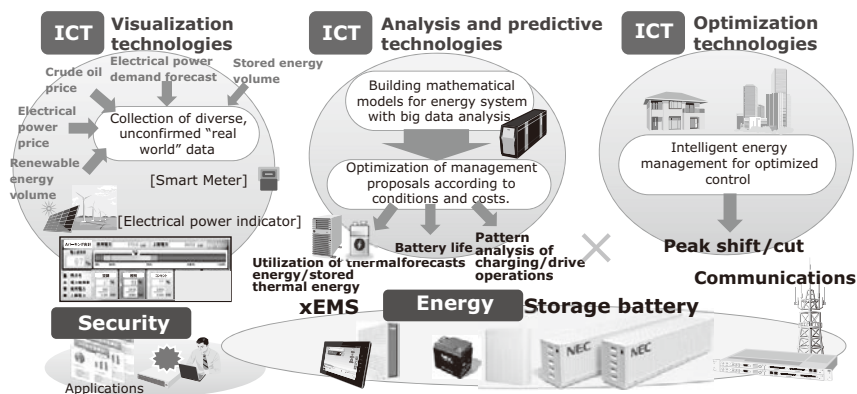 ICT
Visualization
technologies
Crude oil
price
Electrical power
demand forecast
Stored energy
volume
Electrical
power
price
Renewable
energy
volume
Collection of diverse,
unconfirmed “real
world” data
[Smart Meter]
[Electrical power indicator]
ICT
Analysis and predictive
technologies
Building mathematical
models for energy system
with big data analysis
Optimization of management
proposals according to
conditions and costs.
Utilization of thermal
energy/stored
thermal energy
Battery life
forecasts
Pattern
analysis of
charging/drive
operations
ICT
Optimization
technologies
Intelligent energy
management for optimized
control
Peak shift/cut
Security
Applications
Energy
xEMS
Storage battery
NEC
NEC
Communications